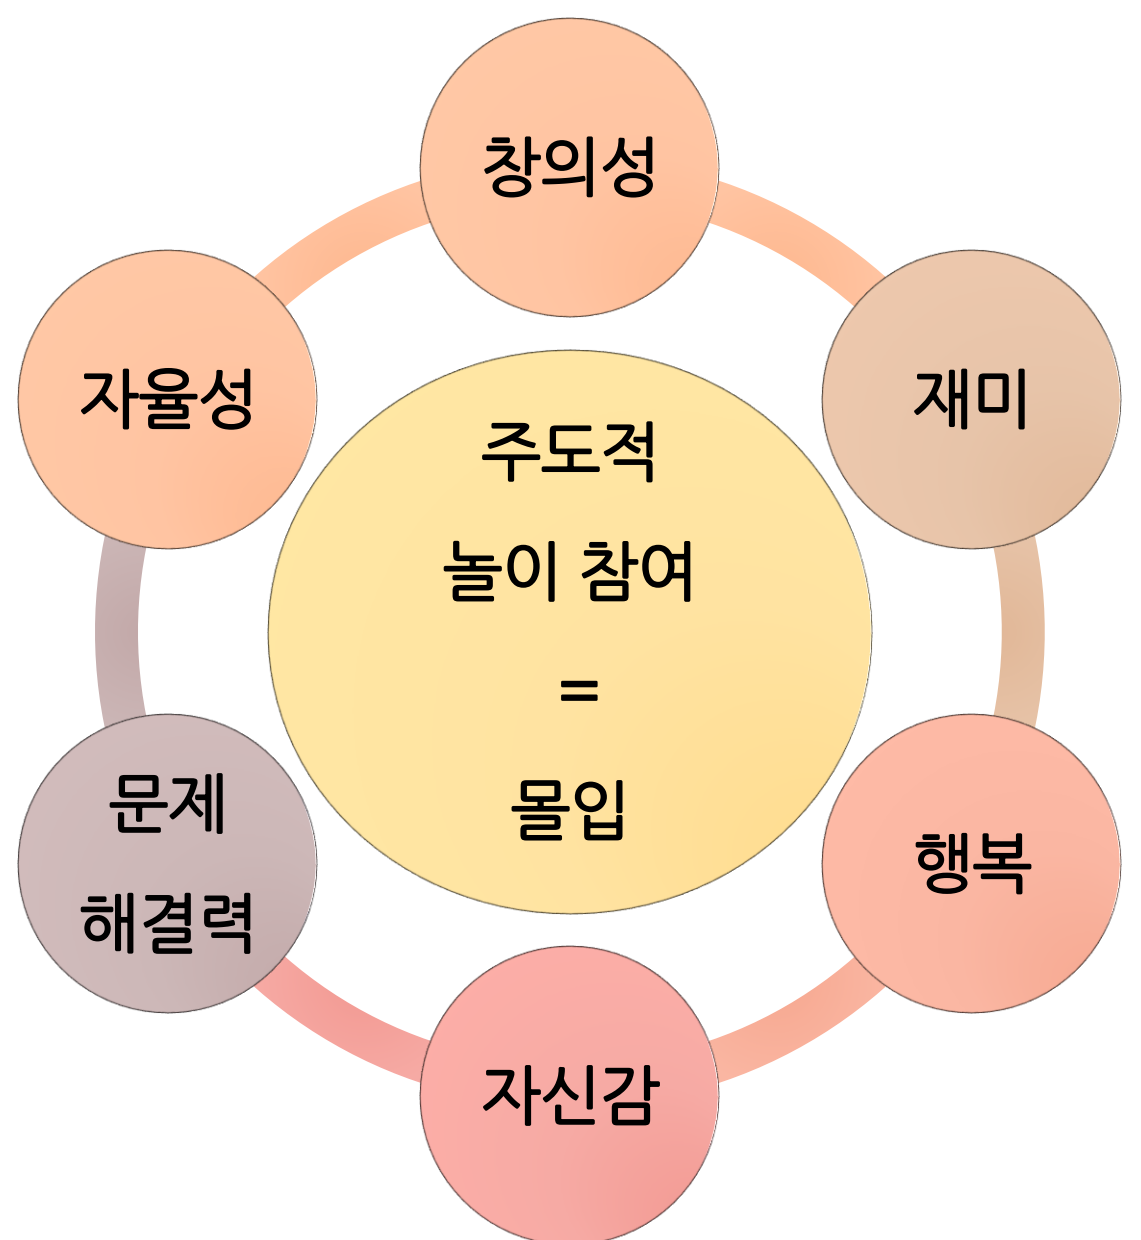 창의성
재미
행복
자신감
문제
해결력
자율성
주도적
놀이 참여
=
몰입